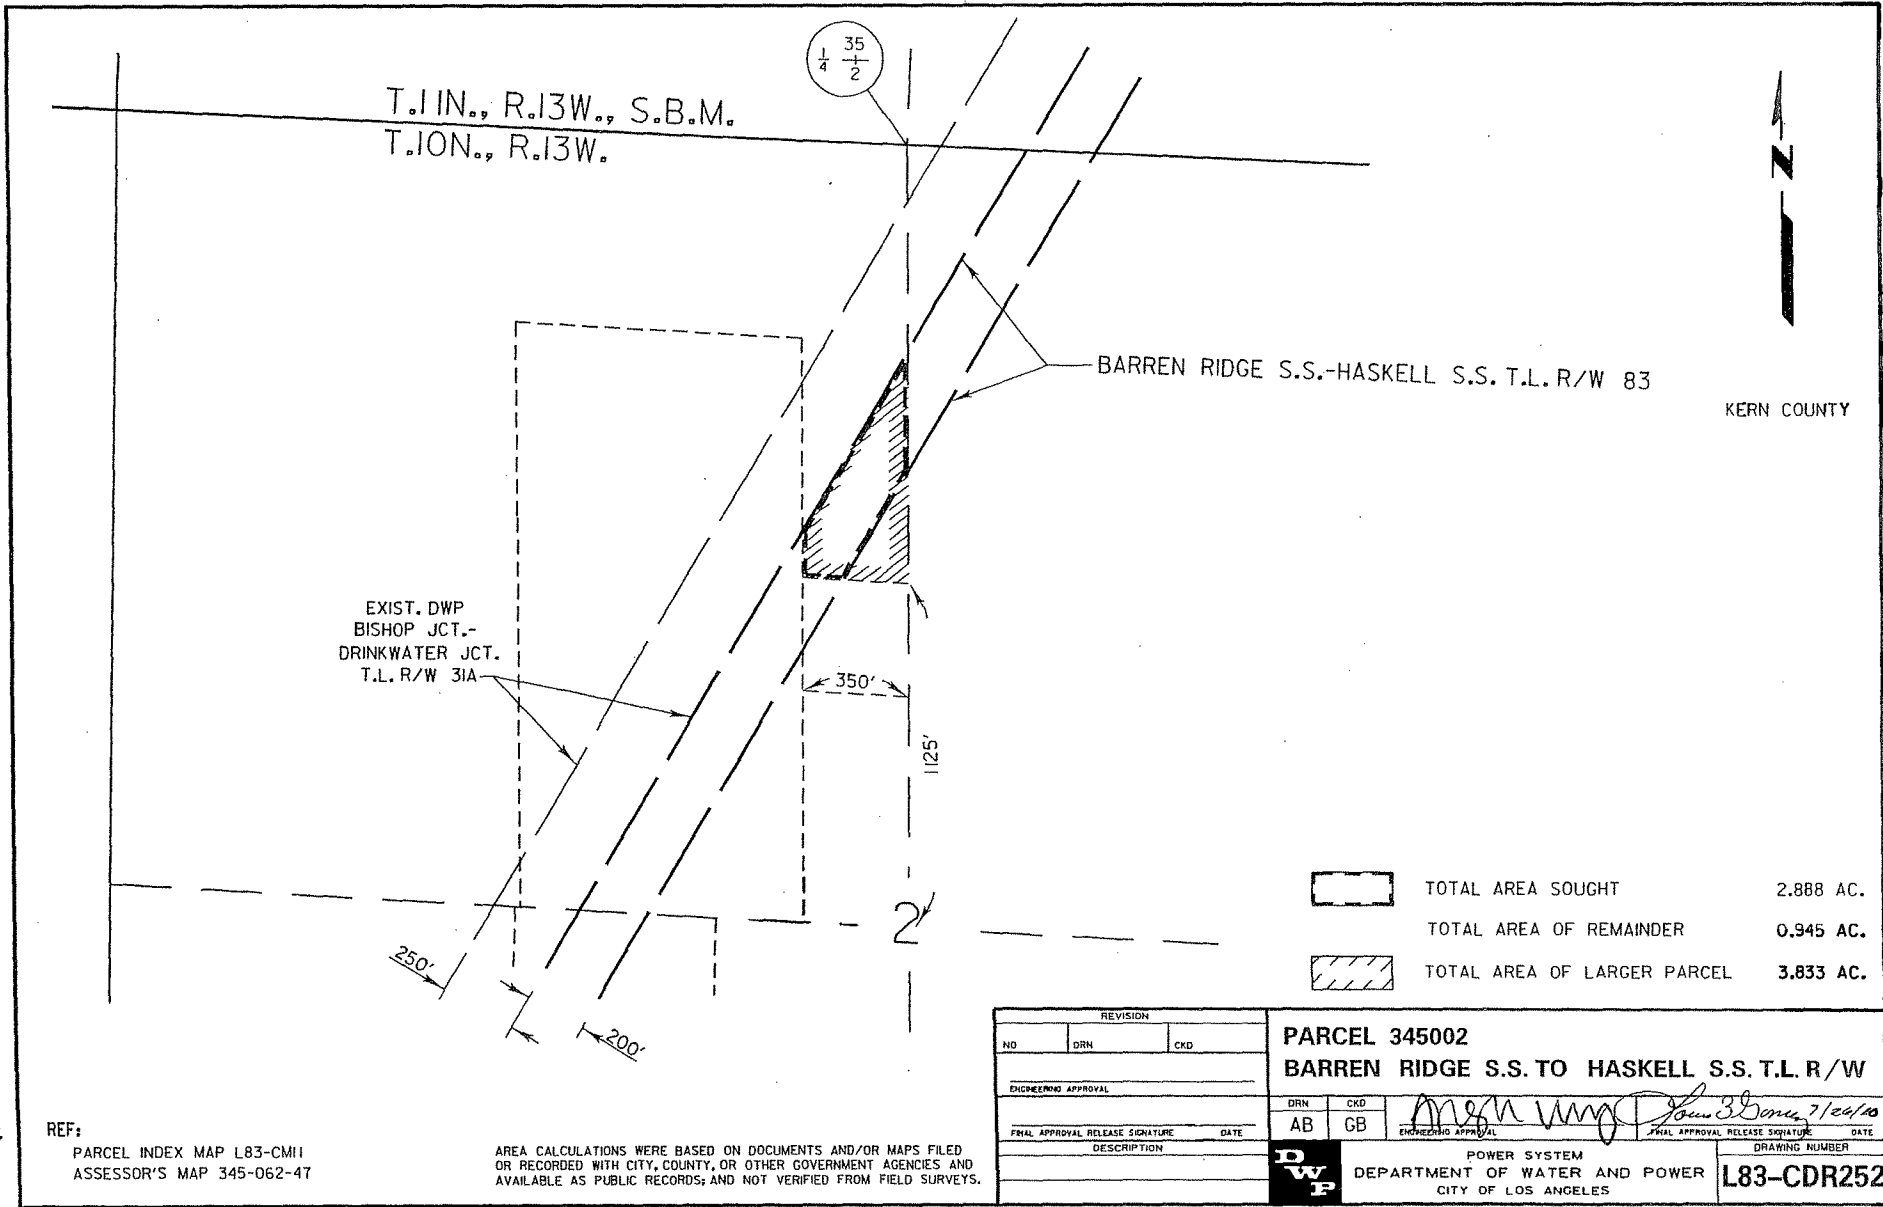 1/4 35/2
T.11N., R.13W., S.B.M.
T.10N., R.13W.
N
BARREN RIDGE S.S.-HASKELL S.S. T.L. R/W 83
KERN COUNTY
EXIST. DWP
BISHOP JCT.-
DRINKWATER JCT.
T.L. R/W 31A
350'
1125'
2
250'
200'
TOTAL AREA SOUGHT 2.888 AC.
TOTAL AREA OF REMAINDER 0.945 AC.
TOTAL AREA OF LARGER PARCEL 3.833 AC.
REF:
PARCEL INDEX MAP L83-CM11
ASSESSOR'S MAP 345-062-47
AREA CALCULATIONS WERE BASED ON DOCUMENTS AND/OR MAPS FILED
OR RECORDED WITH CITY, COUNTY, OR OTHER GOVERNMENT AGENCIES AND
AVAILABLE AS PUBLIC RECORDS; AND NOT VERIFIED FROM FIELD SURVEYS.
REVISION
NO DRN CKD
ENGINEERING APPROVAL
FINAL APPROVAL RELEASE SIGNATURE DATE
DESCRIPTION
PARCEL 345002
BARREN RIDGE S.S. TO HASKELL S.S. T.L. R/W
DRN CKD
AB GB
7/26/10
ENGINEERING APPROVAL FINAL APPROVAL RELEASE SIGNATURE DATE
DWP
POWER SYSTEM
DEPARTMENT OF WATER AND POWER
CITY OF LOS ANGELES
DRAWING NUMBER
L83-CDR252